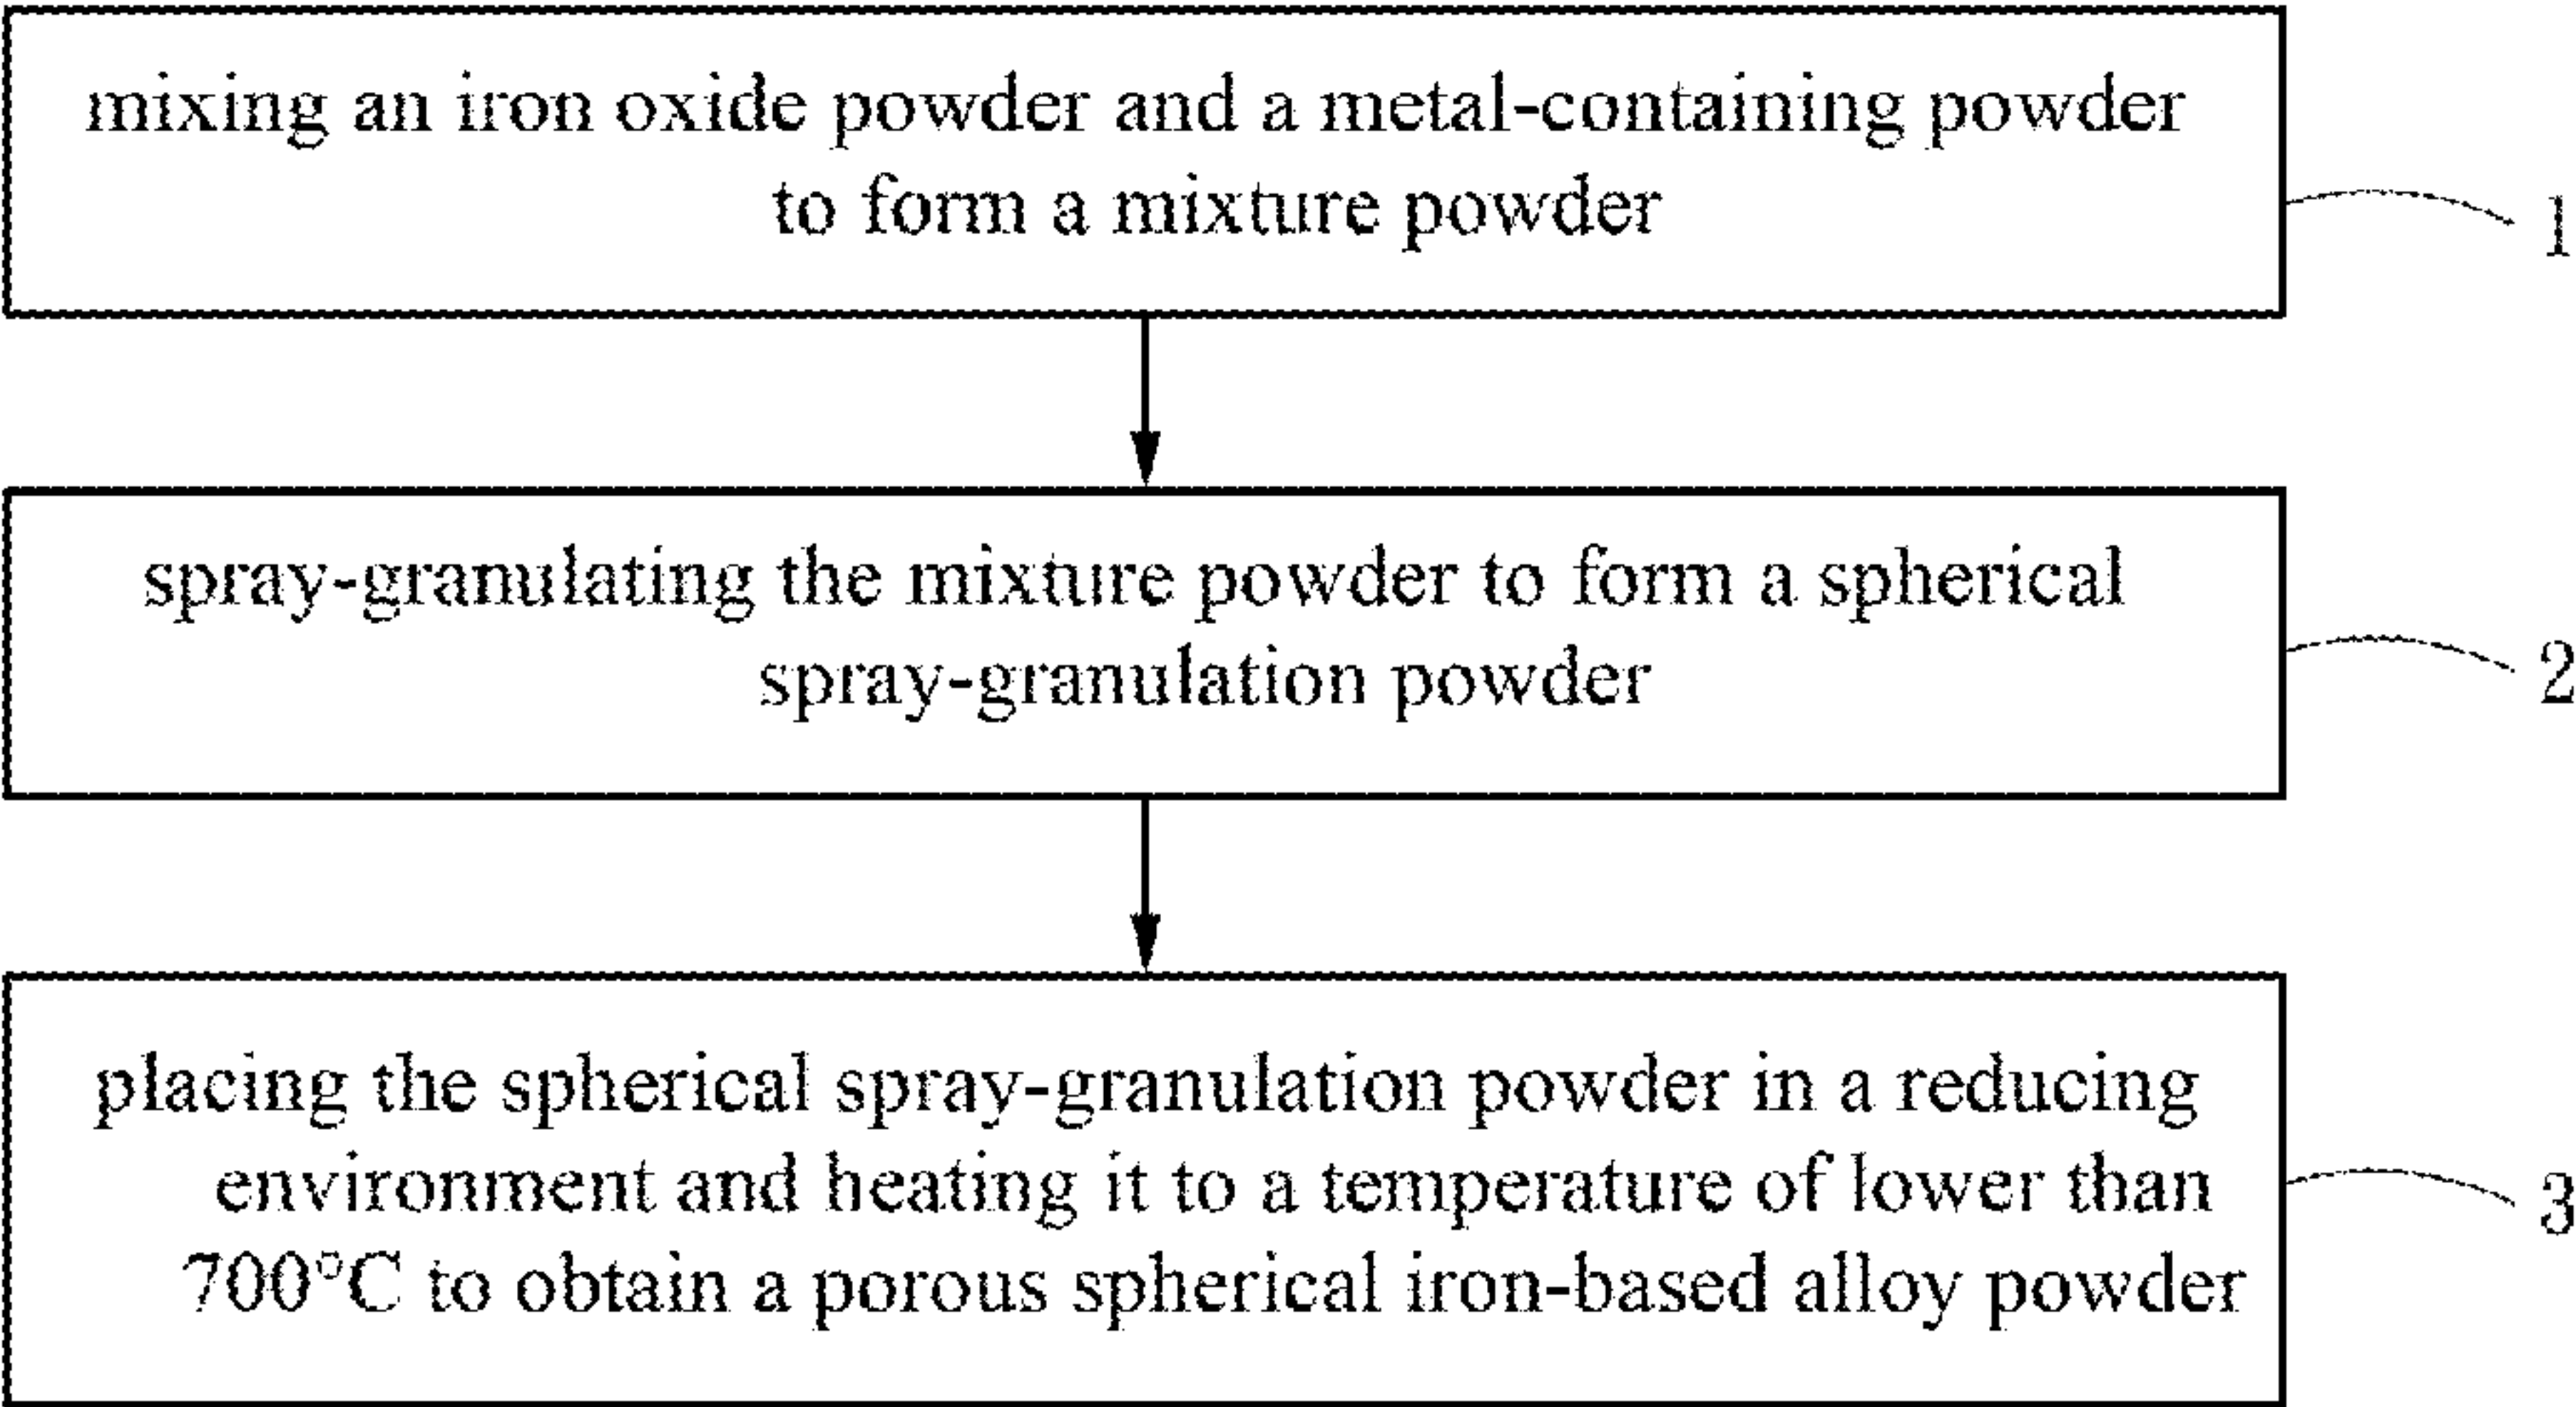 mixing an iron oxide powder and a metal-containing powder
to form a mixture powder
1
spray-granulating the mixture powder to form a spherical
spray-granulation powder
2
placing the spherical spray-granulation powder in a reducing
environment and heating it to a temperature of lower than
700°C to obtain a porous spherical iron-based alloy powder
3